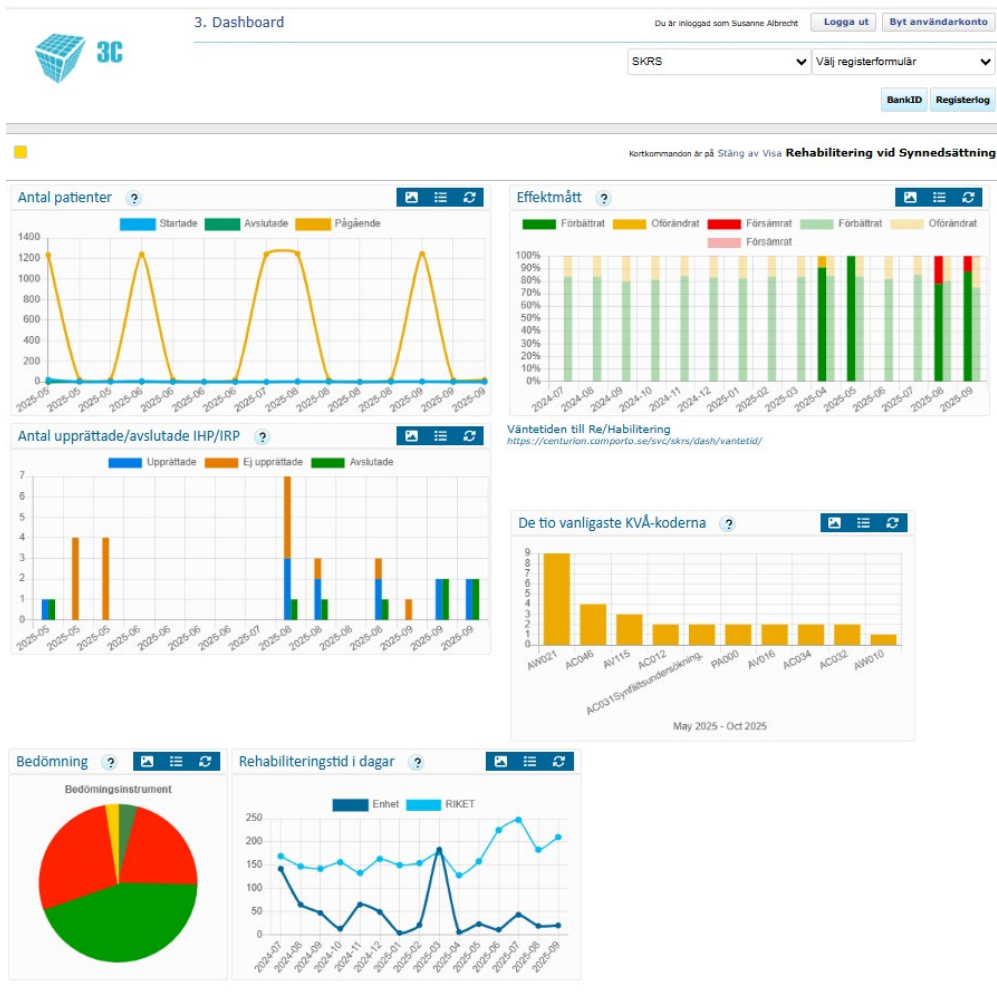 3C
3. Dashboard
Du är inloggad som Susanne Albrecht
Logga ut
Byt användarkonto
SKRS
Välj registerformulär
BankID
Registerlog
Kortkommandon är på Stäng av Visa Rehabilitering vid Synnedsättning
Antal patienter ?
Startade Avslutade Pågående
1400
1200
1000
800
600
400
200
0
2025-05 2025-05 2025-05 2025-06 2025-06 2025-06 2025-06 2025-07 2025-08 2025-08 2025-08 2025-08 2025-09 2025-09 2025-09
Effektmått ?
Förbättrat Oförändrat Försämrat Förbättrat Oförändrat
Försämrat
100%
90%
80%
70%
60%
50%
40%
30%
20%
10%
0%
2024-07 2024-08 2024-09 2024-10 2024-11 2024-12 2025-01 2025-02 2025-03 2025-04 2025-05 2025-06 2025-07 2025-08 2025-09
Antal upprättade/avslutade IHP/IRP ?
Upprättade Ej upprättade Avslutade
7
6
5
4
3
2
1
0
2025-05 2025-05 2025-05 2025-06 2025-06 2025-06 2025-06 2025-07 2025-08 2025-08 2025-08 2025-08 2025-09 2025-09 2025-09
Väntetiden till Re/Habilitering
https://centurion.comporto.se/svc/skrs/dash/vantetid/
De tio vanligaste KVÅ-koderna ?
9
8
7
6
5
4
3
2
1
0
AW021 AC046 AV115 AC012 AC031Synfältsundersökning. PA000 AV016 AC034 AC032 AW010
May 2025 - Oct 2025
Bedömning ?
Bedömingsinstrument
Rehabiliteringstid i dagar ?
Enhet RIKET
250
200
150
100
50
0
2024-07 2024-08 2024-09 2024-10 2024-11 2024-12 2025-01 2025-02 2025-03 2025-04 2025-05 2025-06 2025-07 2025-08 2025-09